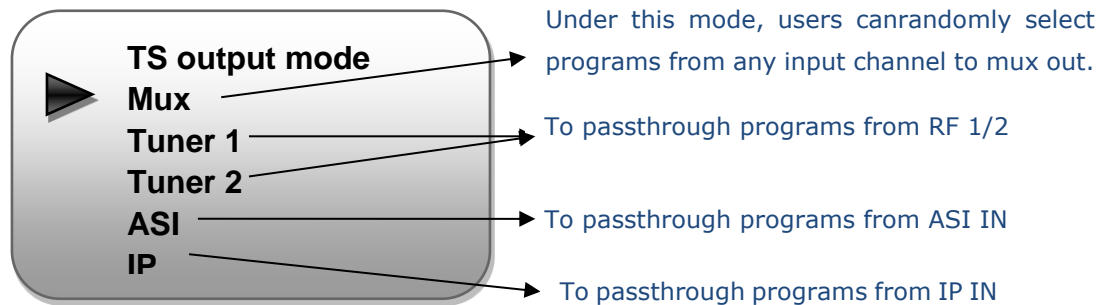 TS output mode
Mux
Tuner 1
Tuner 2
ASI
IP
Under this mode, users canrandomly select
programs from any input channel to mux out.
To passthrough programs from RF 1/2
To passthrough programs from ASI IN
To passthrough programs from IP IN